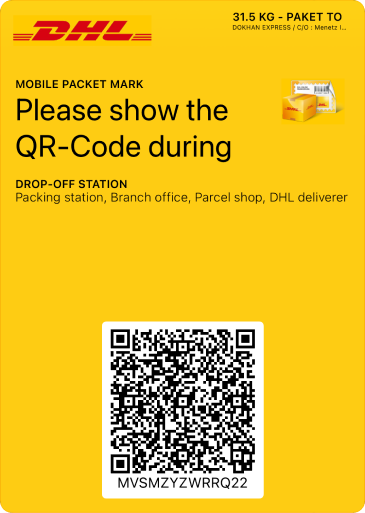 DHL
31.5 KG - PAKET TO
DOKHAN EXPRESS / C/O : Menetz I...
MOBILE PACKET MARK
Please show the
QR-Code during
DROP-OFF STATION
Packing station, Branch office, Parcel shop, DHL deliverer
MVSMZYZWRRQ22